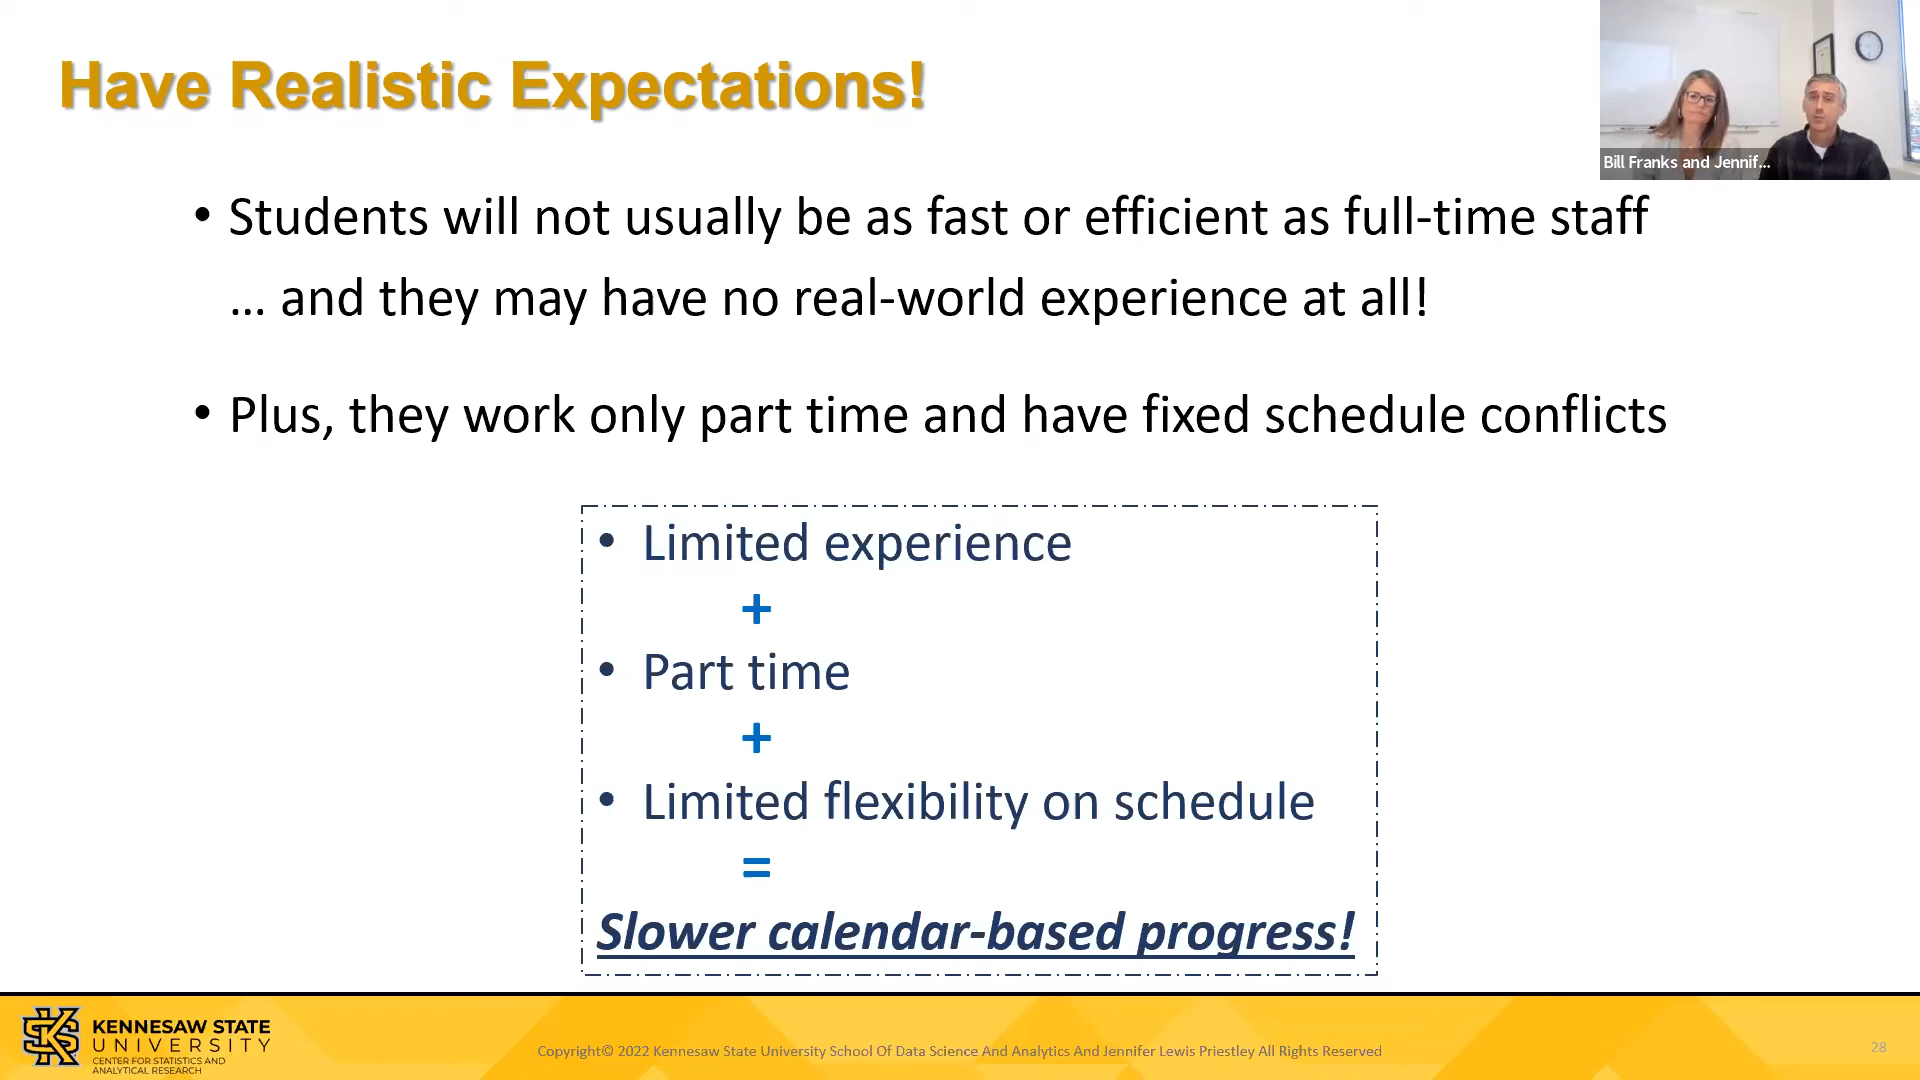 Have Realistic Expectations!
Bill Franks and Jennif...
• Students will not usually be as fast or efficient as full-time staff
... and they may have no real-world experience at all!
• Plus, they work only part time and have fixed schedule conflicts
• Limited experience
+
• Part time
+
• Limited flexibility on schedule
=
Slower calendar-based progress!
KENNESAW STATE
UNIVERSITY
CENTER FOR STATISTICS AND
ANALYTICAL RESEARCH
Copyright© 2022 Kennesaw State University School Of Data Science And Analytics And Jennifer Lewis Priestley All Rights Reserved
28